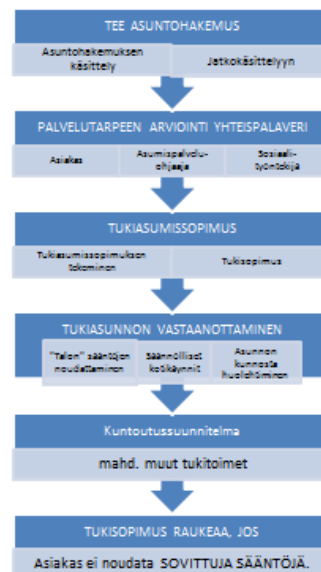 TEE ASUNTOHAKEMUS
Asuntohakemuksen
käsittely
Jatkokäsittelyyn
PALVELUTARPEEN ARVIOINTI YHTEISPALAVERI
Asiakas
Asumispalvelu-
ohjaaja
Sosiaali-
työntekijä
TUKIASUMISSOPIMUS
Tukiasumissopimuksen
tekeminen
Tukisopimus
TUKIASUNNON VASTAANOTTAMINEN
"Talon" sääntöjen
noudattaminen
Säännölliset
kotikäynnit
Asunnon
kunnosta
huolehtiminen
Kuntoutussuunnitelma
mahd. muut tukitoimet
TUKISOPIMUS RAUKEAA, JOS
Asiakas ei noudata SOVITTUJA SÄÄNTÖJÄ.